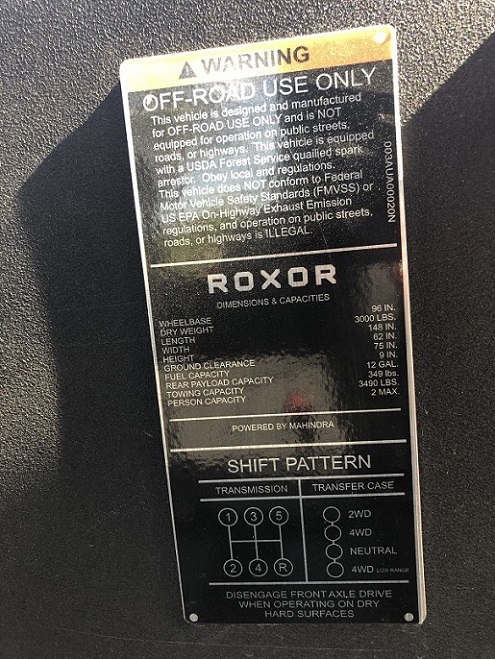 WARNING
OFF-ROAD USE ONLY
This vehicle is designed and manufactured
for OFF-ROAD USE ONLY and is NOT
equipped for operation on public streets,
roads, or highways. This vehicle is equipped
with a USDA Forest Service quailied spark
arrestor. Obey local and regulations.
This vehicle does NOT conform to Federal
Motor Vehicle Safety Standards (FMVSS) or
US EPA On-Highway Exhaust Emission
regulations, and operation on public streets,
roads, or highways is ILLEGAL.
003AUA00020N
ROXOR
DIMENSIONS & CAPACITIES
WHEELBASE 96 IN.
DRY WEIGHT 3000 LBS.
LENGTH 148 IN.
WIDTH 62 IN.
HEIGHT 75 IN.
GROUND CLEARANCE 9 IN.
FUEL CAPACITY 12 GAL.
REAR PAYLOAD CAPACITY 349 lbs.
TOWING CAPACITY 3490 LBS.
PERSON CAPACITY 2 MAX.
POWERED BY MAHINDRA
SHIFT PATTERN
TRANSMISSION TRANSFER CASE
1 3 5
2 4 R
2WD
4WD
NEUTRAL
4WD LOW RANGE
DISENGAGE FRONT AXLE DRIVE
WHEN OPERATING ON DRY
HARD SURFACES